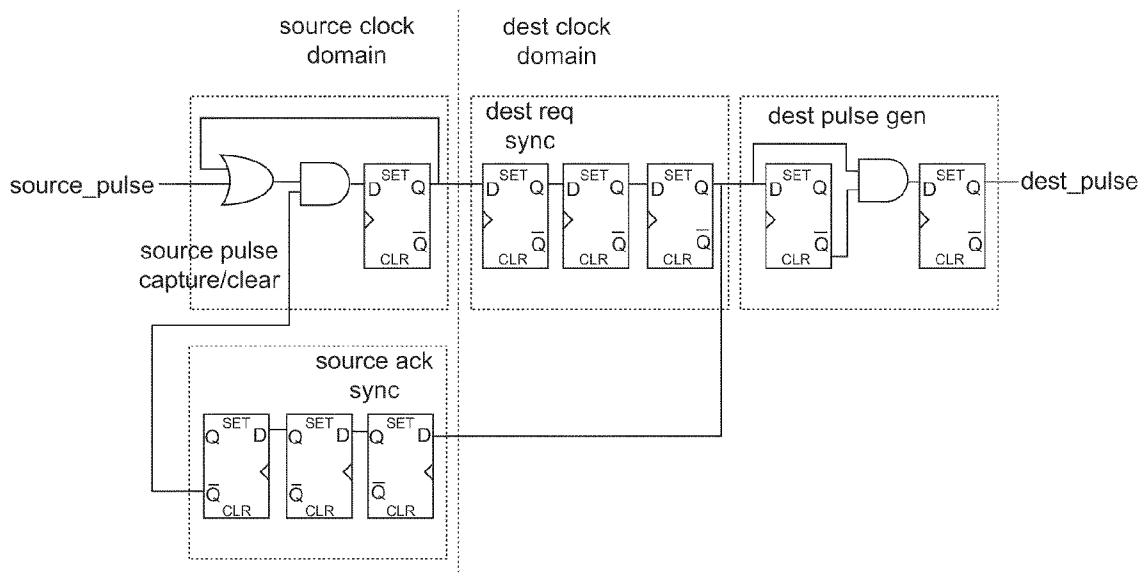 source clock
domain
dest clock
domain
dest req
sync
dest pulse gen
source_pulse
dest_pulse
source pulse
capture/clear
source ack
sync
SET
D Q
Q̅
CLR
SET
D Q
Q̅
CLR
SET
D Q
Q̅
CLR
SET
D Q
Q̅
CLR
SET
D Q
Q̅
CLR
SET
D Q
Q̅
CLR
SET
Q D
Q̅
CLR
SET
Q D
Q̅
CLR
SET
Q D
Q̅
CLR